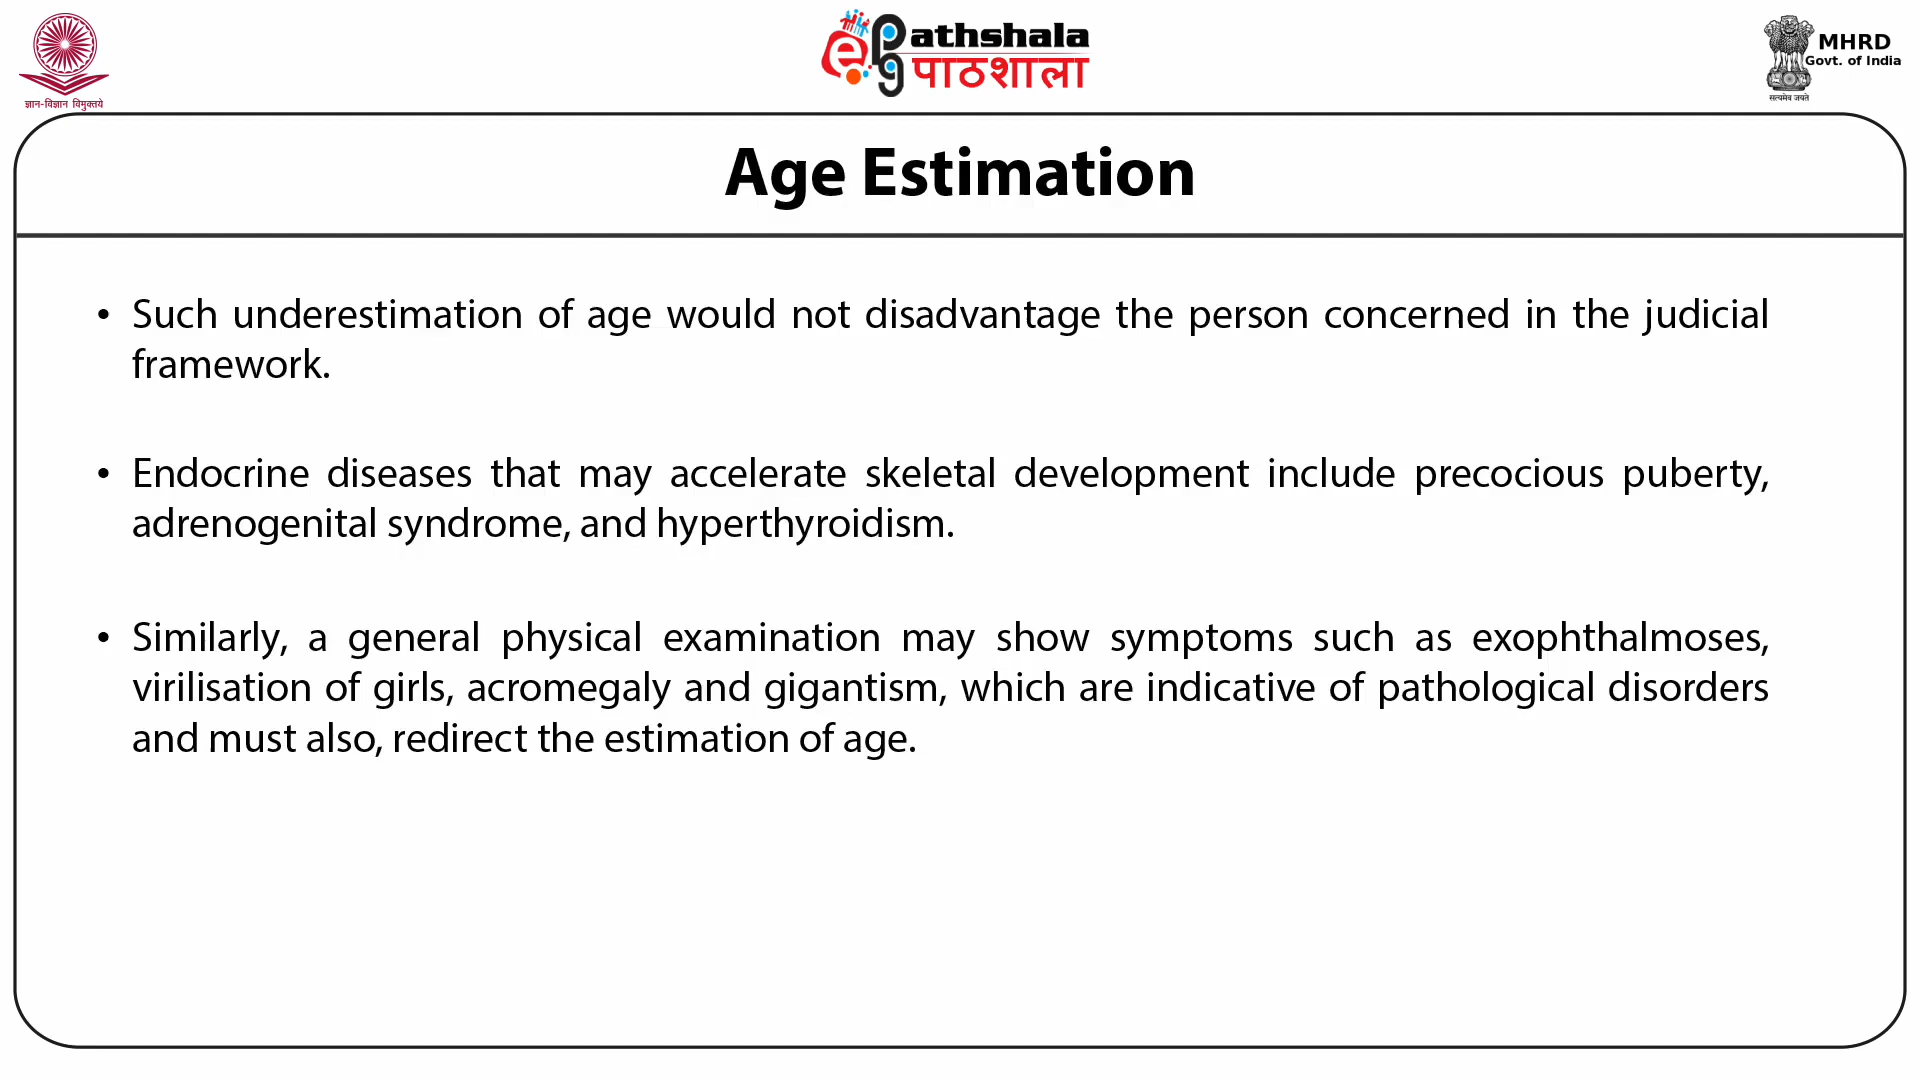 ज्ञान-विज्ञान विमुक्तये
e Pathshala
पाठशाला
MHRD
Govt. of India
सत्यमेव जयते
Age Estimation
• Such underestimation of age would not disadvantage the person concerned in the judicial
framework.
• Endocrine diseases that may accelerate skeletal development include precocious puberty,
adrenogenital syndrome, and hyperthyroidism.
• Similarly, a general physical examination may show symptoms such as exophthalmoses,
virilisation of girls, acromegaly and gigantism, which are indicative of pathological disorders
and must also, redirect the estimation of age.